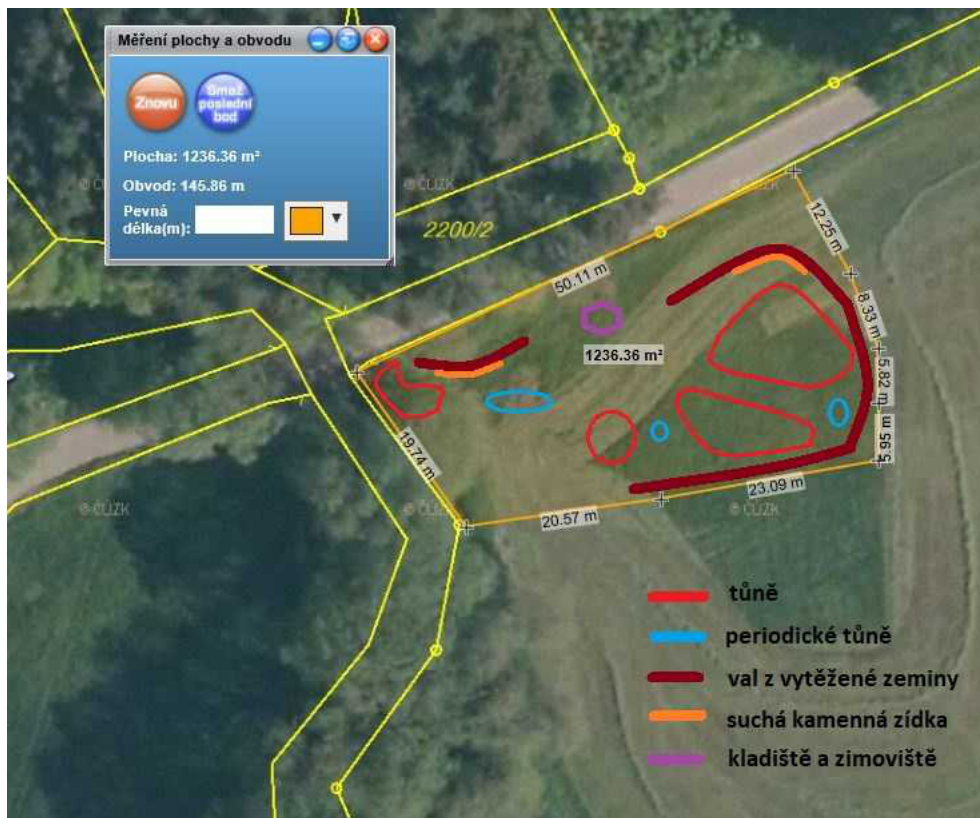 Měření plochy a obvodu
Znovu
Smaž
poslední
bod
Plocha: 1236.36 m²
Obvod: 145.86 m
Pevná
délka(m):
© ČÚZK
© ČÚZK
© ČÚZK
2200/2
12.25 m
50.11 m
8.33 m
1236.36 m²
5.82 m
5.95 m
19.74 m
23.09 m
20.57 m
© ČÚZK
© ČÚZK
© ČÚZK
tůně
periodické tůně
val z vytěžené zeminy
suchá kamenná zídka
kladiště a zimoviště